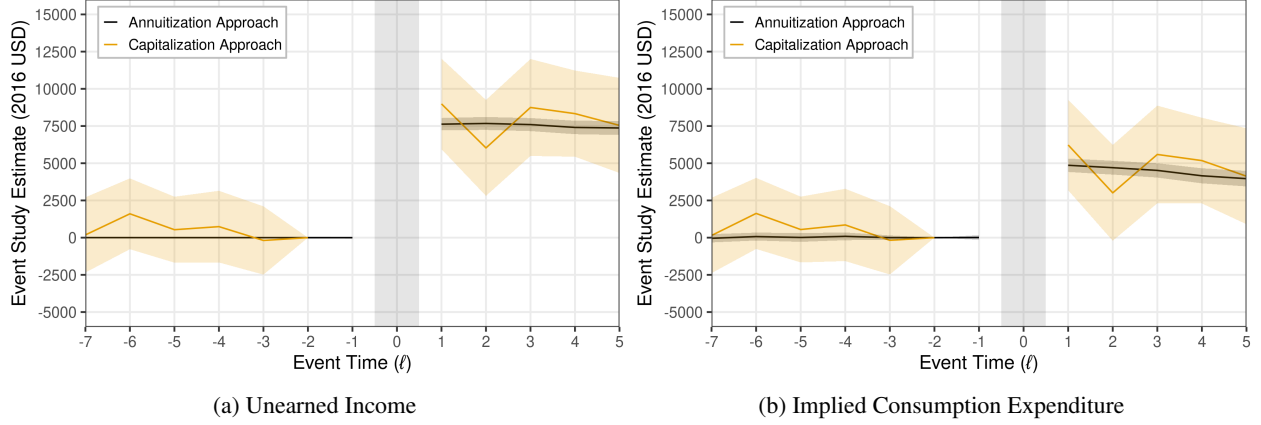 Event Study Estimate (2016 USD)
15000
12500
10000
7500
5000
2500
0
-2500
-5000
Annuitization Approach
Capitalization Approach
-7 -6 -5 -4 -3 -2 -1 0 1 2 3 4 5
Event Time (ℓ)
(a) Unearned Income
Event Study Estimate (2016 USD)
15000
12500
10000
7500
5000
2500
0
-2500
-5000
Annuitization Approach
Capitalization Approach
-7 -6 -5 -4 -3 -2 -1 0 1 2 3 4 5
Event Time (ℓ)
(b) Implied Consumption Expenditure